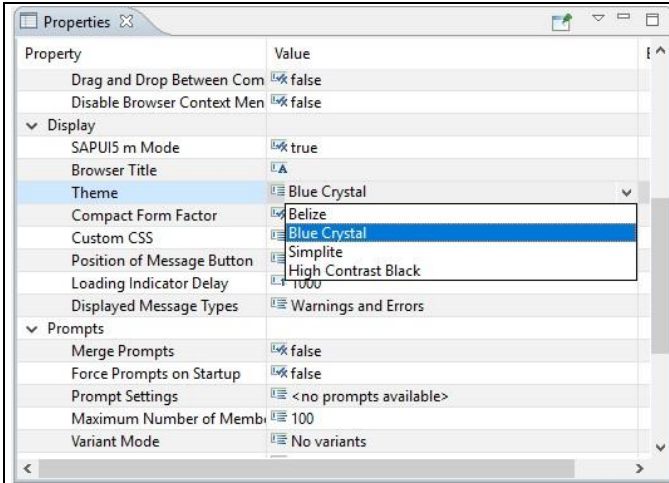 Properties
Property Value
Drag and Drop Between Com false
Disable Browser Context Men false
Display
SAPUI5 m Mode true
Browser Title
Theme Blue Crystal
Compact Form Factor Belize
Custom CSS Blue Crystal
Position of Message Button Simplite
High Contrast Black
Loading Indicator Delay 1000
Displayed Message Types Warnings and Errors
Prompts
Merge Prompts false
Force Prompts on Startup false
Prompt Settings <no prompts available>
Maximum Number of Membe 100
Variant Mode No variants